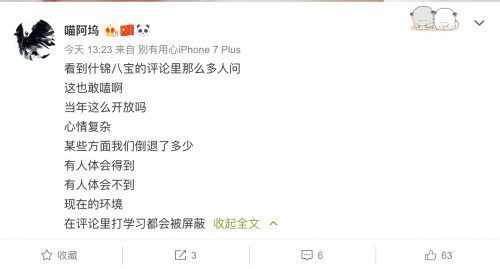 喵阿坞
今天 13:23 来自 别有用心iPhone 7 Plus
看到什锦八宝的评论里那么多人问
这也敢嗑啊
当年这么开放吗
心情复杂
某些方面我们倒退了多少
有人体会得到
有人体会不到
现在的环境
在评论里打学习都会被屏蔽 收起全文
收藏 3 6 63